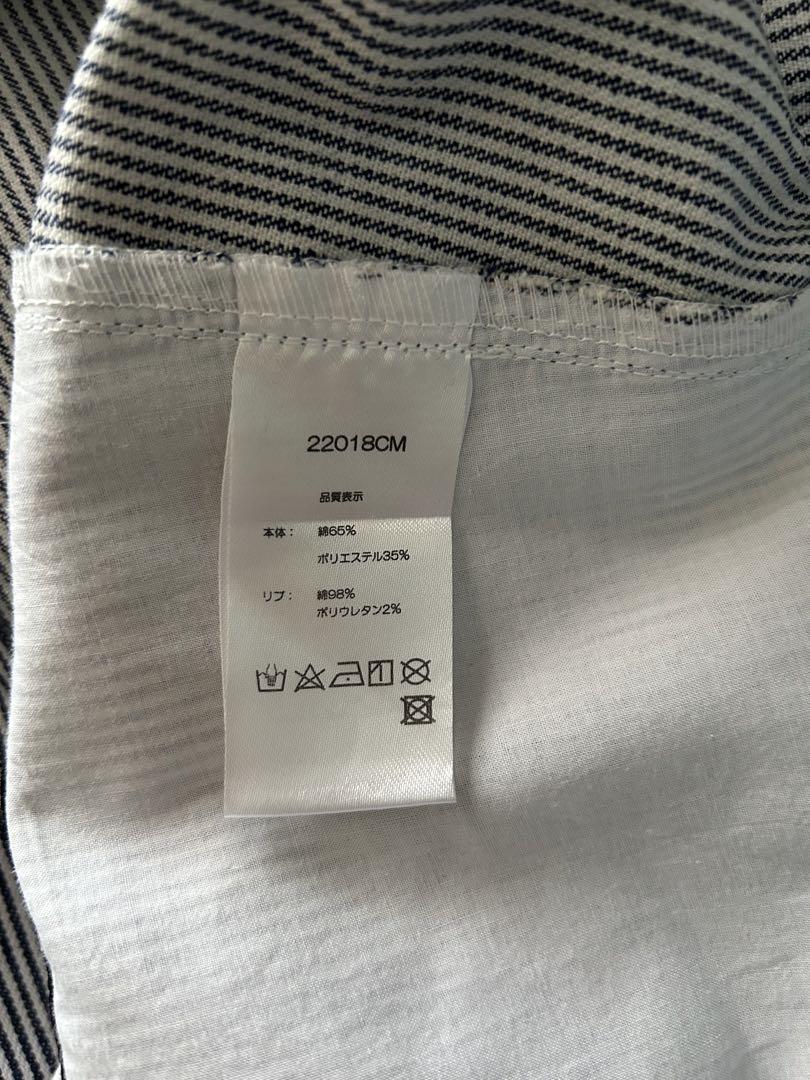 22018CM
品質表示
本体： 綿65%
ポリエステル35%
リブ： 綿98%
ポリウレタン2%